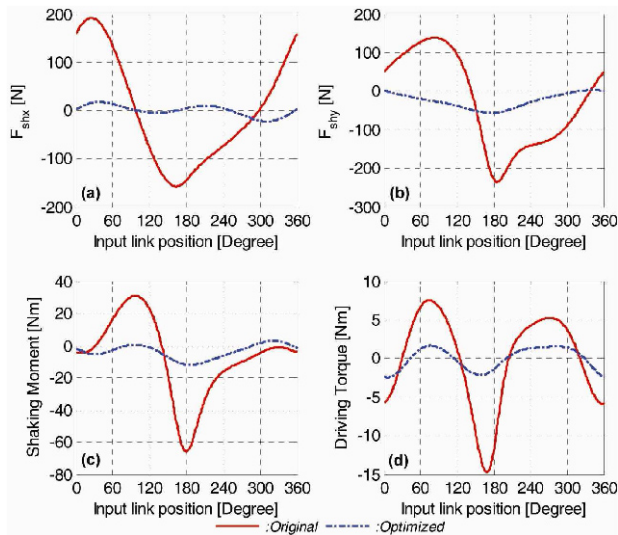 200
100
0
-100
200
0 60 120 180 240 300 360
F shx [N]
(a)
Input link position [Degree]
200
100
0
-100
-200
-300
0 60 120 180 240 300 360
F shy [N]
(b)
Input link position [Degree]
40
20
0
-20
-40
-60
-80
0 60 120 180 240 300 360
Shaking Moment [Nm]
(c)
Input link position [Degree]
10
5
0
-5
-10
-15
0 60 120 180 240 300 360
Driving Torque [Nm]
(d)
Input link position [Degree]
:Original :Optimized